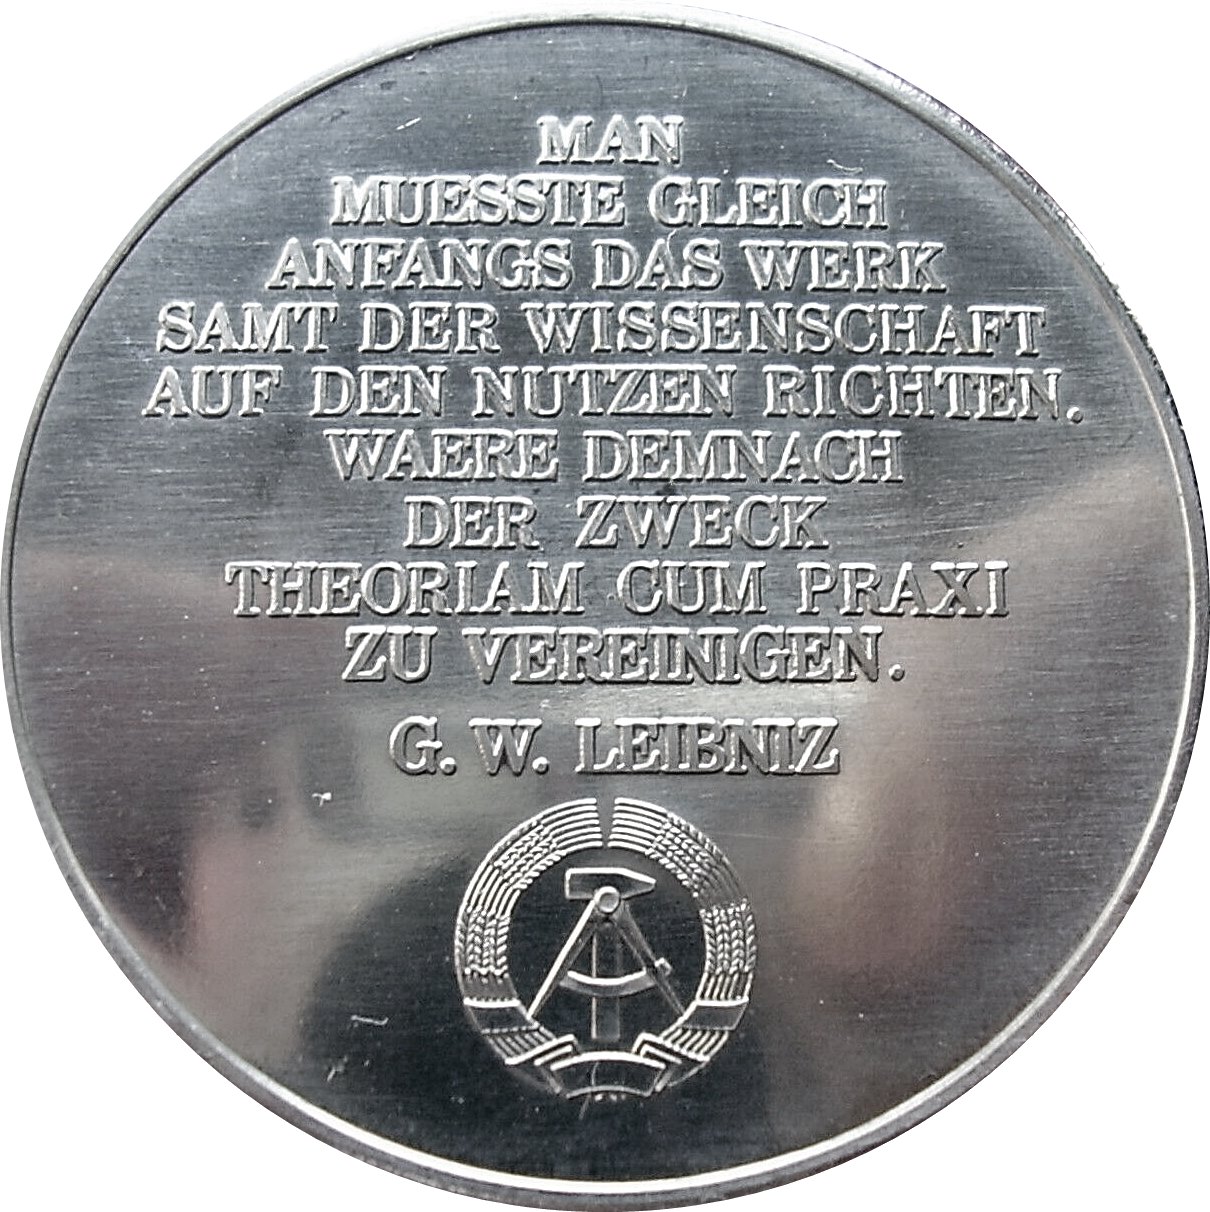 MAN
MUESSTE GLEICH
ANFANGS DAS WERK
SAMT DER WISSENSCHAFT
AUF DEN NUTZEN RICHTEN.
WAERE DEMNACH
DER ZWECK
THEORIAM CUM PRAXI
ZU VEREINIGEN.
G. W. LEIBNIZ